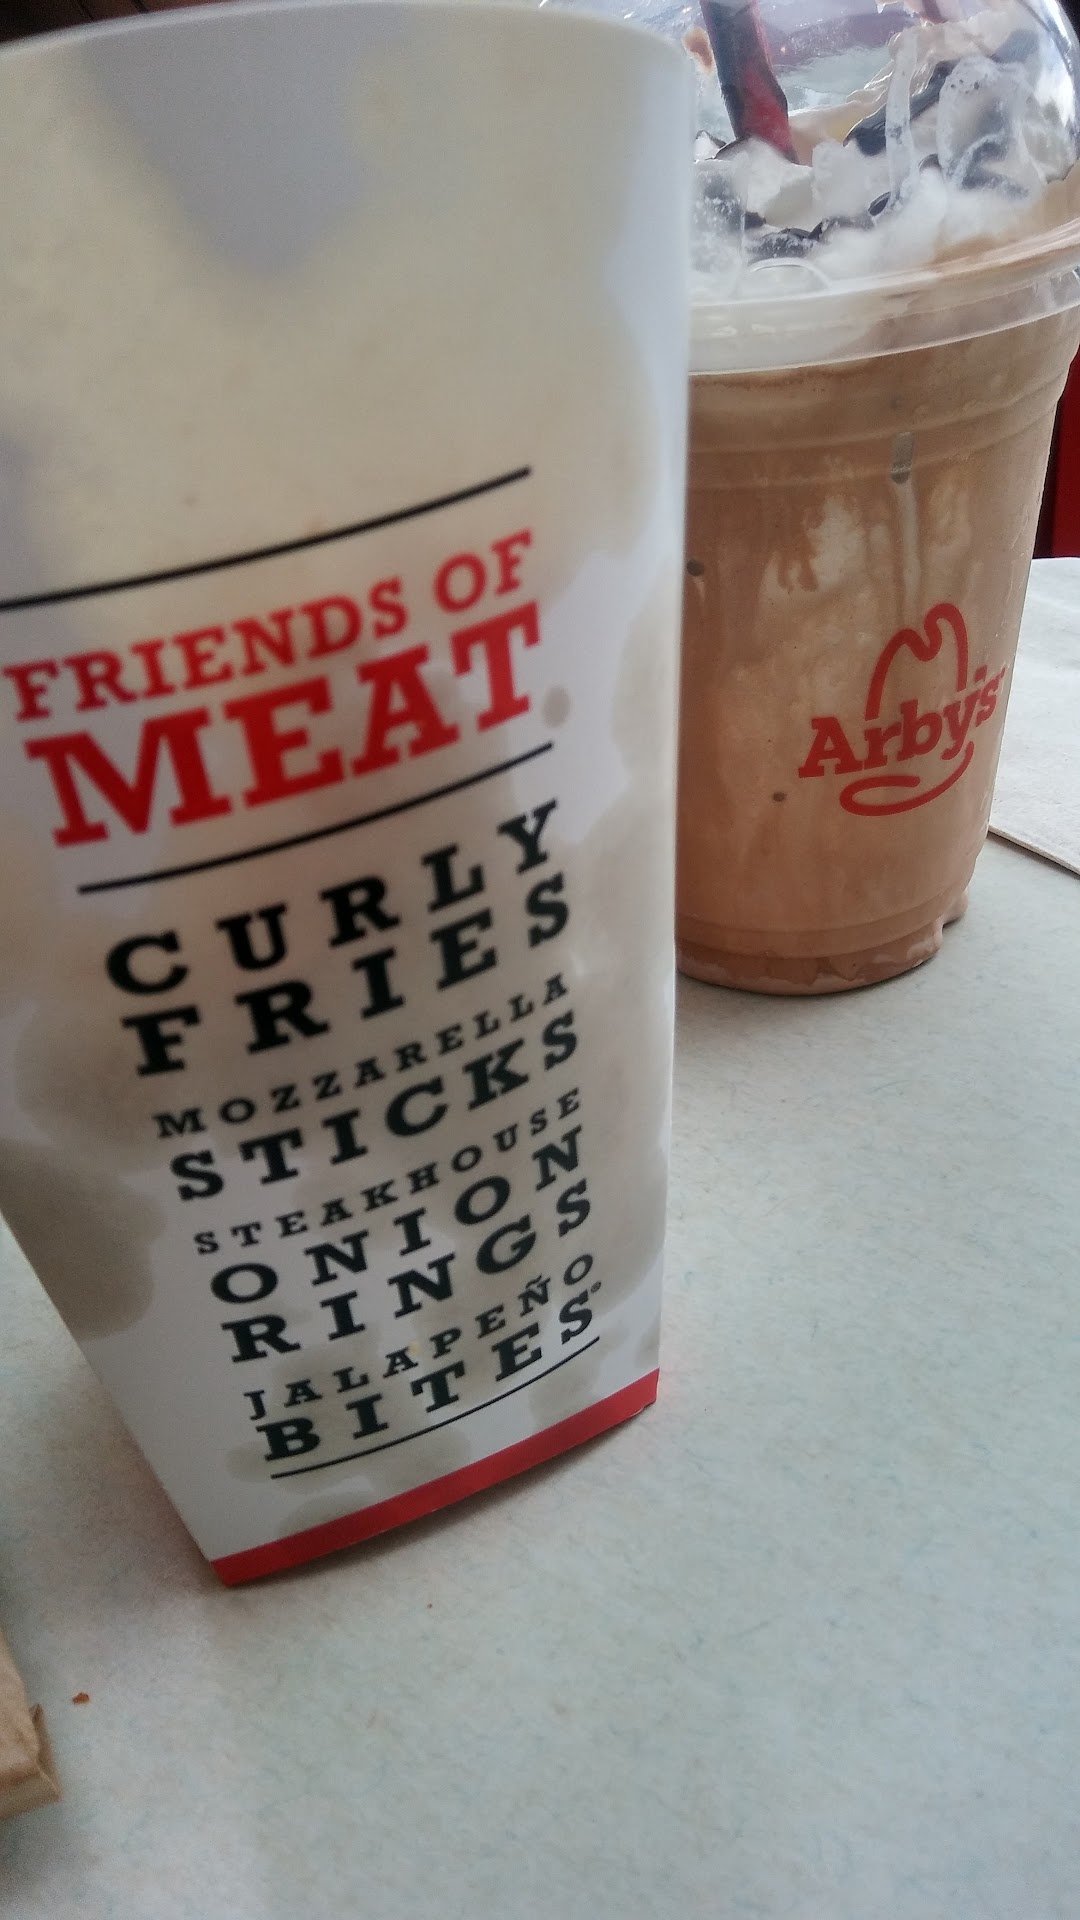 FRIENDS OF
MEAT
CURLY
FRIES
MOZZARELLA
STICKS
STEAKHOUSE
ONION
RINGS
JALAPEÑO
BITES®
Arby's